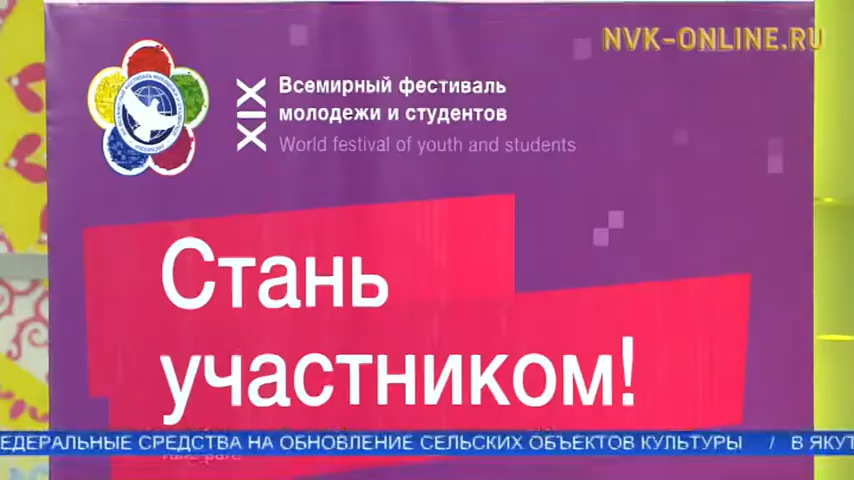 NVK-ONLINE.RU
XIX
Всемирный фестиваль
молодежи и студентов
World festival of youth and students
Стань
участником!
ЕДЕРАЛЬНЫЕ СРЕДСТВА НА ОБНОВЛЕНИЕ СЕЛЬСКИХ ОБЪЕКТОВ КУЛЬТУРЫ / В ЯКУТ